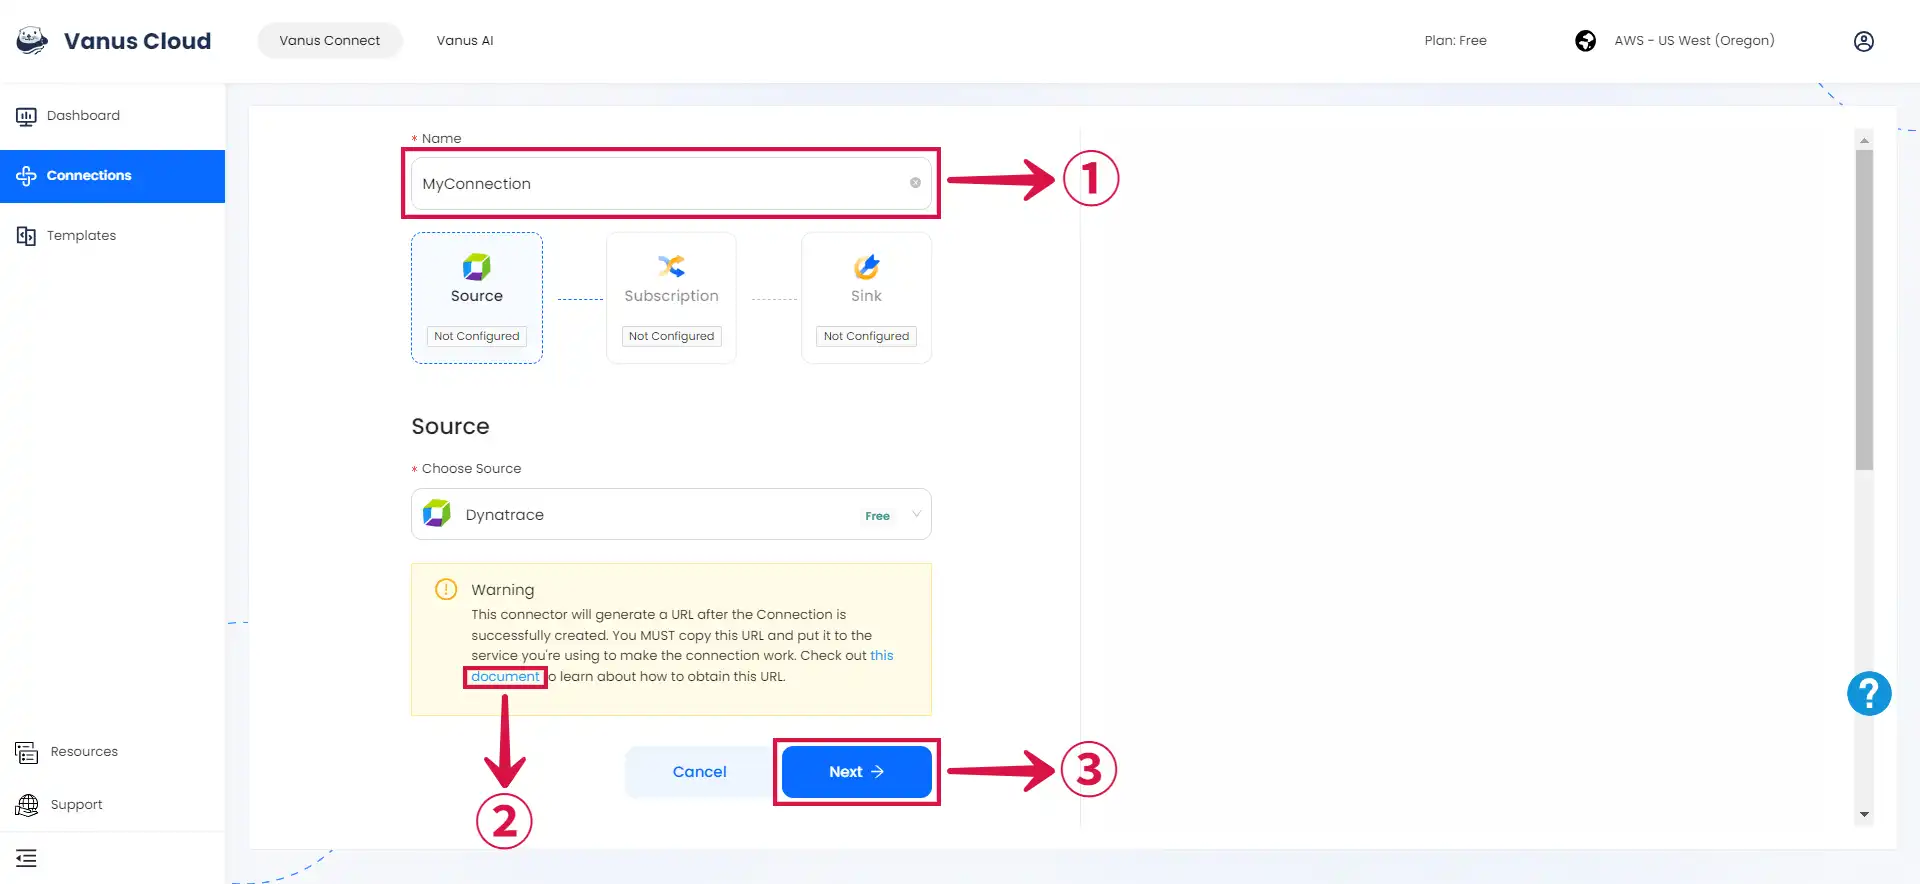 Vanus Cloud
Vanus Connect
Vanus AI
Plan: Free
AWS - US West (Oregon)
Dashboard
Connections
Templates
Resources
Support
* Name
MyConnection
1
Source
Not Configured
Subscription
Not Configured
Sink
Not Configured
Source
* Choose Source
Dynatrace
Free
Warning
This connector will generate a URL after the Connection is
successfully created. You MUST copy this URL and put it to the
service you're using to make the connection work. Check out this
document o learn about how to obtain this URL.
Cancel
Next →
3
2
?